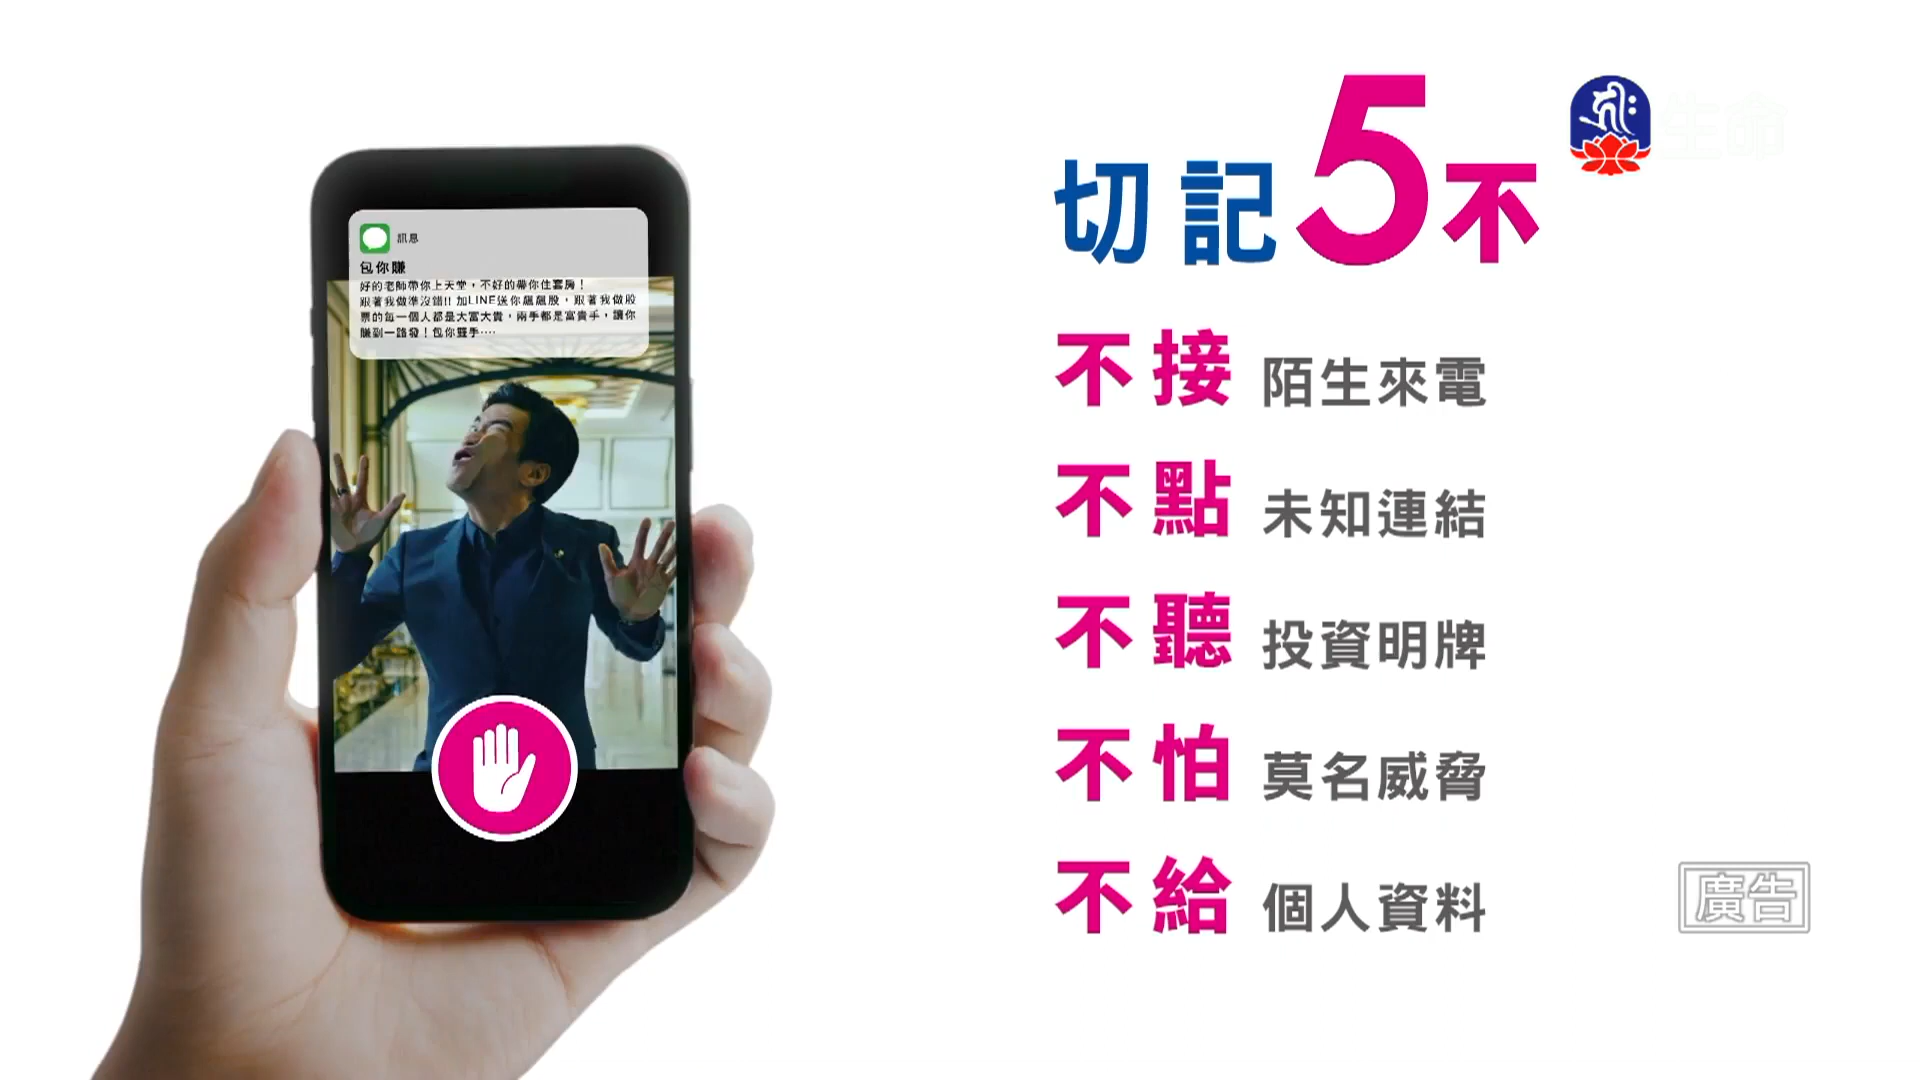 訊息
包你賺
好的老師帶你上天堂，不好的帶你住套房！
跟著我做準沒錯!! 加LINE送你飆飆股，跟著我做股
票的每一個人都是大富大貴，兩手都是富貴手，讓你
賺到一路發！包你雙手····
切記5不
生命
不接 陌生來電
不點 未知連結
不聽 投資明牌
不怕 莫名威脅
不給 個人資料
廣告